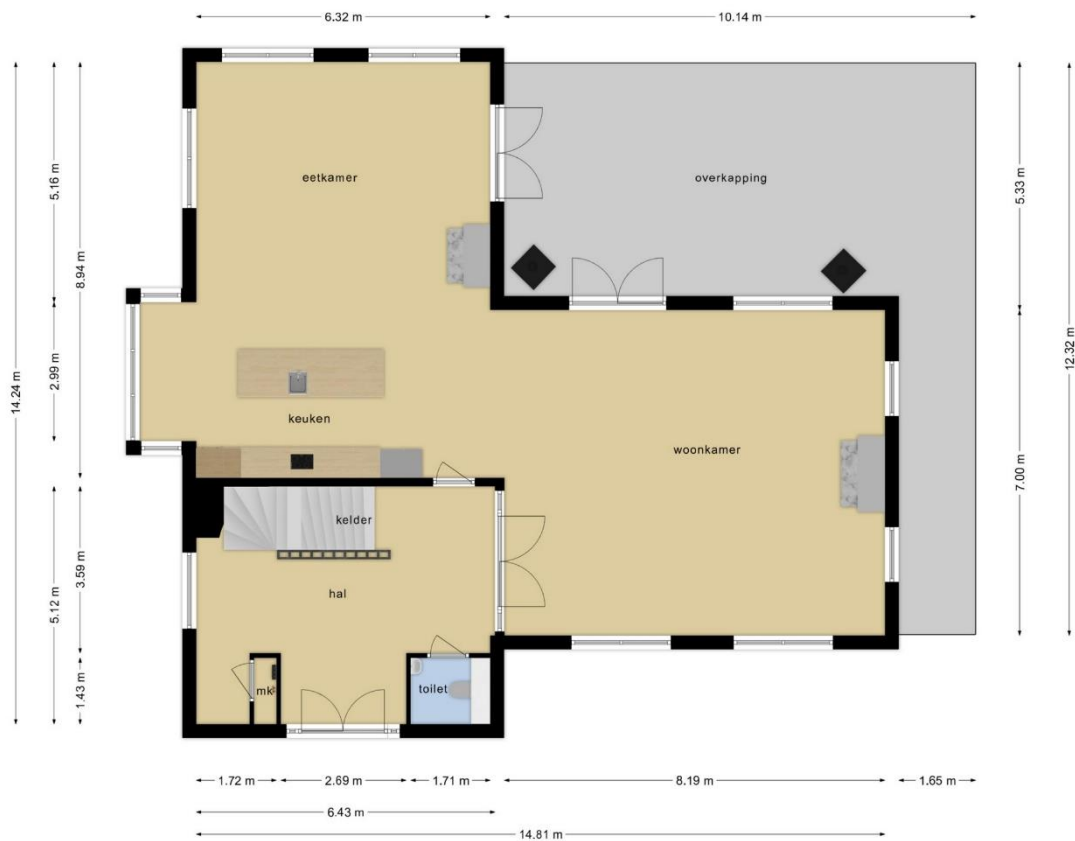 6.32 m
10.14 m
14.24 m
5.16 m
2.99 m
5.12 m
8.94 m
3.59 m
1.43 m
eetkamer
overkapping
keuken
woonkamer
kelder
hal
mk
toilet
5.33 m
7.00 m
12.32 m
1.72 m
2.69 m
1.71 m
8.19 m
1.65 m
6.43 m
14.81 m